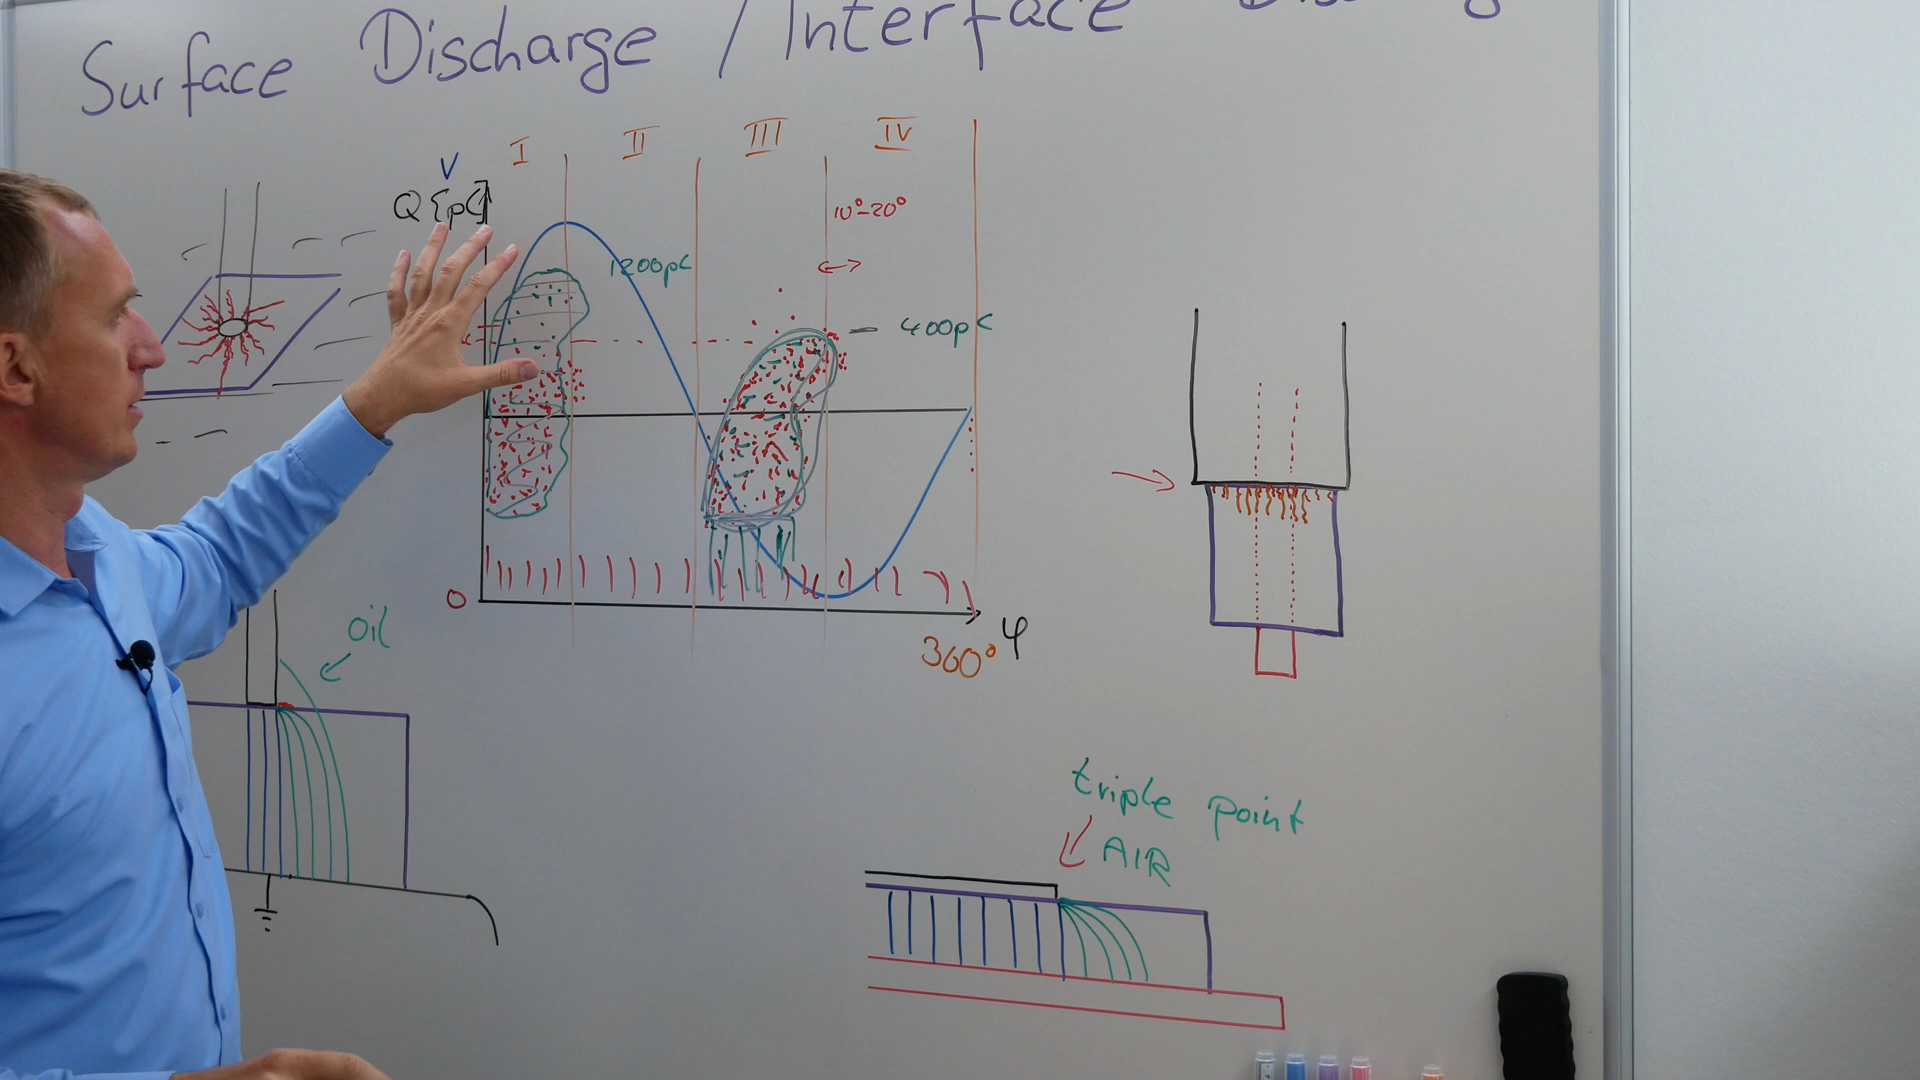 Surface Discharge / Interface
I II III IV
V
Q [pC]
10°-20°
1200pC
400pC
0
360° φ
oil
triple point
AIR